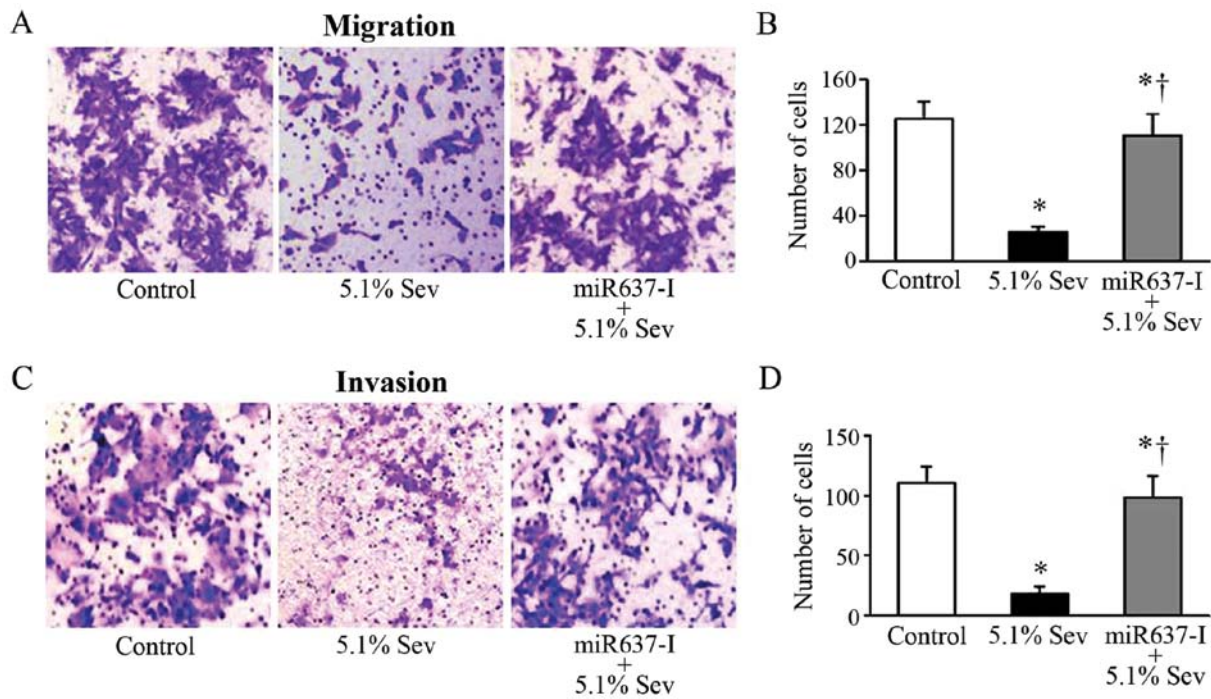 A
Migration
Control
5.1% Sev
miR637-I
+
5.1% Sev
B
Number of cells
160
120
80
40
0
*
*†
Control
5.1% Sev
miR637-I
+
5.1% Sev
C
Invasion
Control
5.1% Sev
miR637-I
+
5.1% Sev
D
Number of cells
150
100
50
0
*
*†
Control
5.1% Sev
miR637-I
+
5.1% Sev